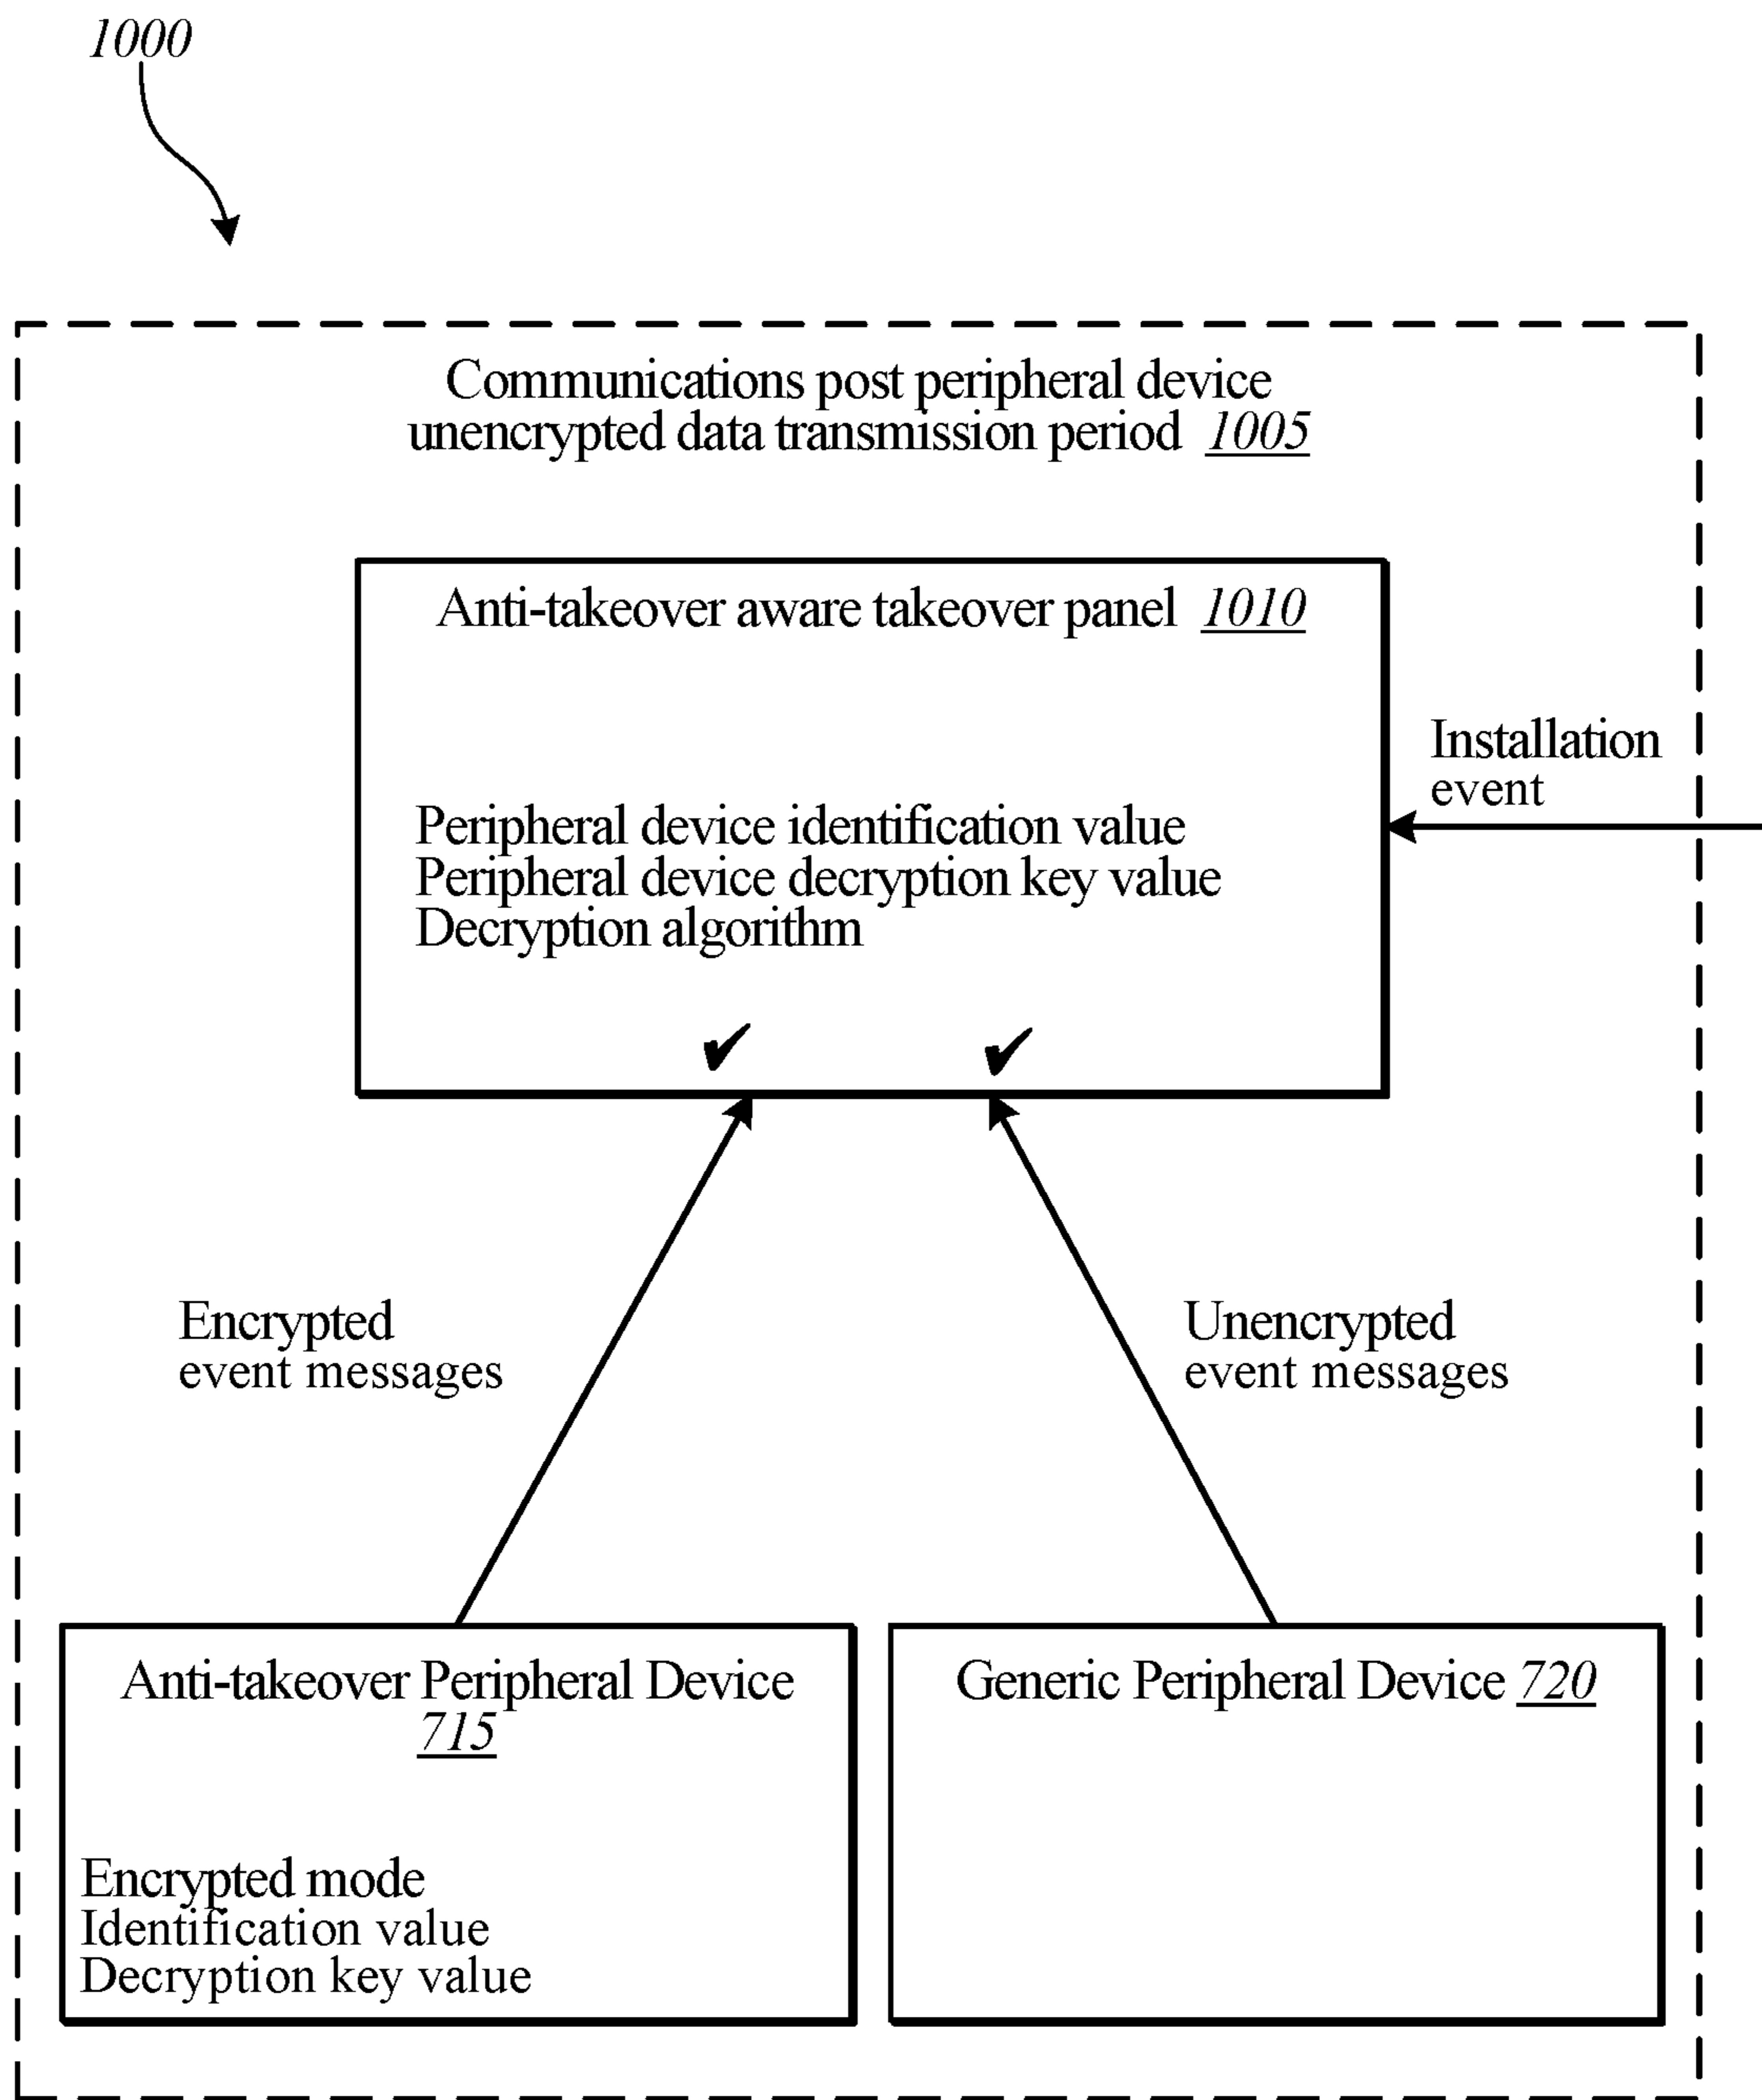 1000
Communications post peripheral device
unencrypted data transmission period 1005
Anti-takeover aware takeover panel 1010
Installation
event
Peripheral device identification value
Peripheral device decryption key value
Decryption algorithm
Encrypted
event messages
Unencrypted
event messages
Anti-takeover Peripheral Device
715
Encrypted mode
Identification value
Decryption key value
Generic Peripheral Device 720